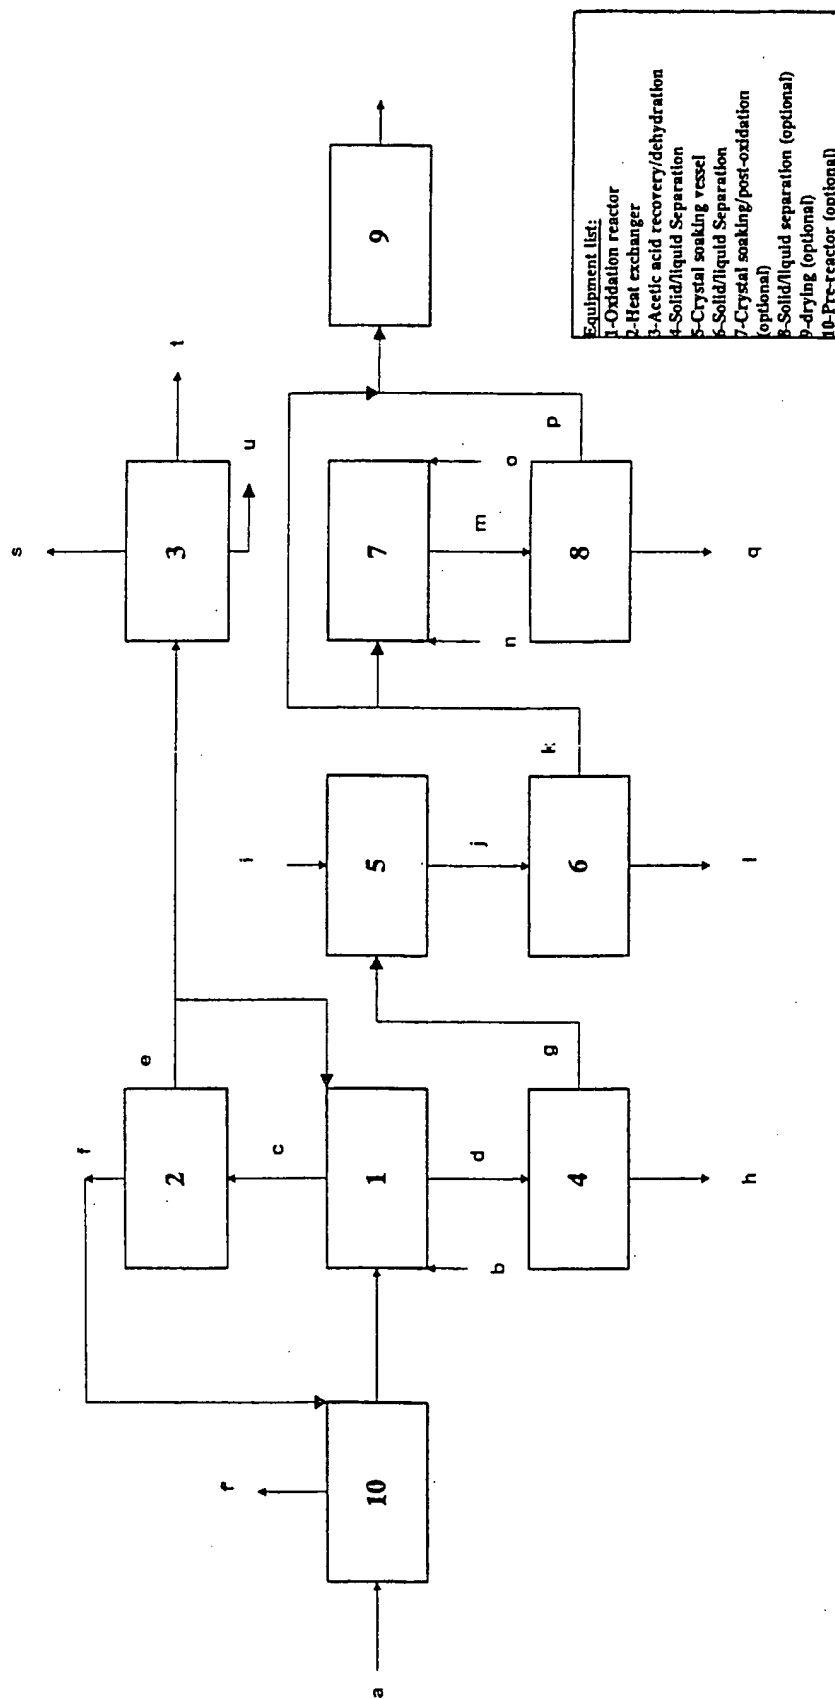 s
f
e
t
2
3
r
i
u
c
a
10
1
5
7
9
d
j
m
b
n
o
g
k
p
4
6
8
h
l
q
Equipment list:
1-Oxidation reactor
2-Heat exchanger
3-Acetic acid recovery/dehydration
4-Solid/liquid Separation
5-Crystal soaking vessel
6-Solid/liquid Separation
7-Crystal soaking/post-oxidation
(optional)
8-Solid/liquid separation (optional)
9-drying (optional)
10-Pre-reactor (optional)